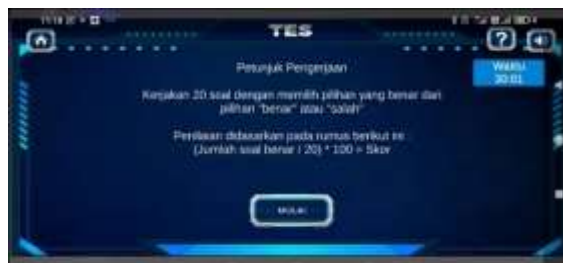 TES
Petunjuk Pengerjaan
WAKTU
30:01
Kerjakan 20 soal dengan memilih pilihan yang benar dari
pilihan "benar" atau "salah"
Penilaian didasarkan pada rumus berikut ini
(Jumlah soal benar / 20) * 100 = Skor
MULAI